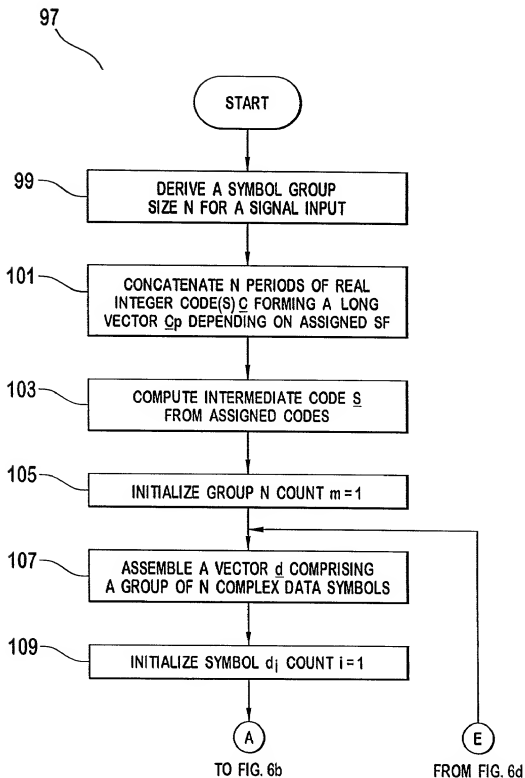 97
START
99
DERIVE A SYMBOL GROUP
SIZE N FOR A SIGNAL INPUT
101
CONCATENATE N PERIODS OF REAL
INTEGER CODE(S) C FORMING A LONG
VECTOR Cp DEPENDING ON ASSIGNED SF
103
COMPUTE INTERMEDIATE CODE S
FROM ASSIGNED CODES
105
INITIALIZE GROUP N COUNT m=1
107
ASSEMBLE A VECTOR d COMPRISING
A GROUP OF N COMPLEX DATA SYMBOLS
109
INITIALIZE SYMBOL di COUNT i=1
A
E
TO FIG. 6b
FROM FIG. 6d